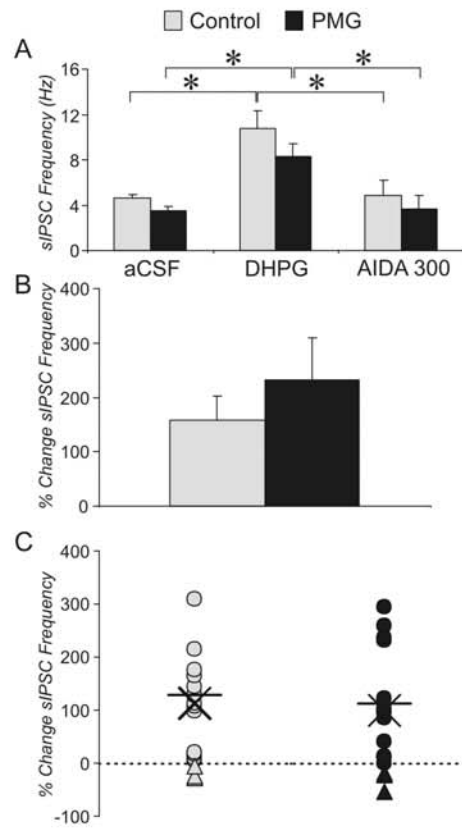 Control PMG
A
* *
* *
sIPSC Frequency (Hz)
16
12
8
4
0
aCSF DHPG AIDA 300
B
% Change sIPSC Frequency
400
300
200
100
0
C
% Change sIPSC Frequency
400
300
200
100
0
-100